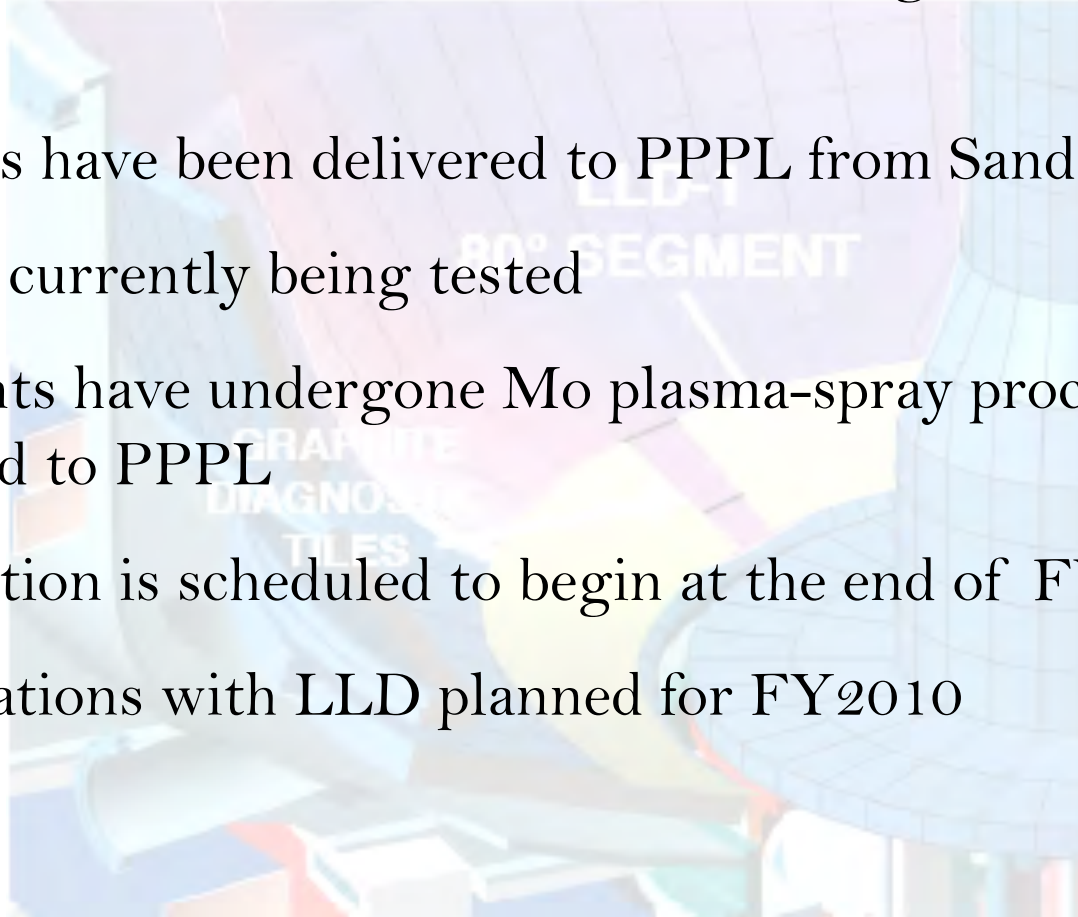 s have been delivered to PPPL from Sand
LLD-1
currently being tested
80° SEGMENT
nts have undergone Mo plasma-spray proc
GRAPHITE
d to PPPL
DIAGNOSTIC
TILES
tion is scheduled to begin at the end of FY
ations with LLD planned for FY2010